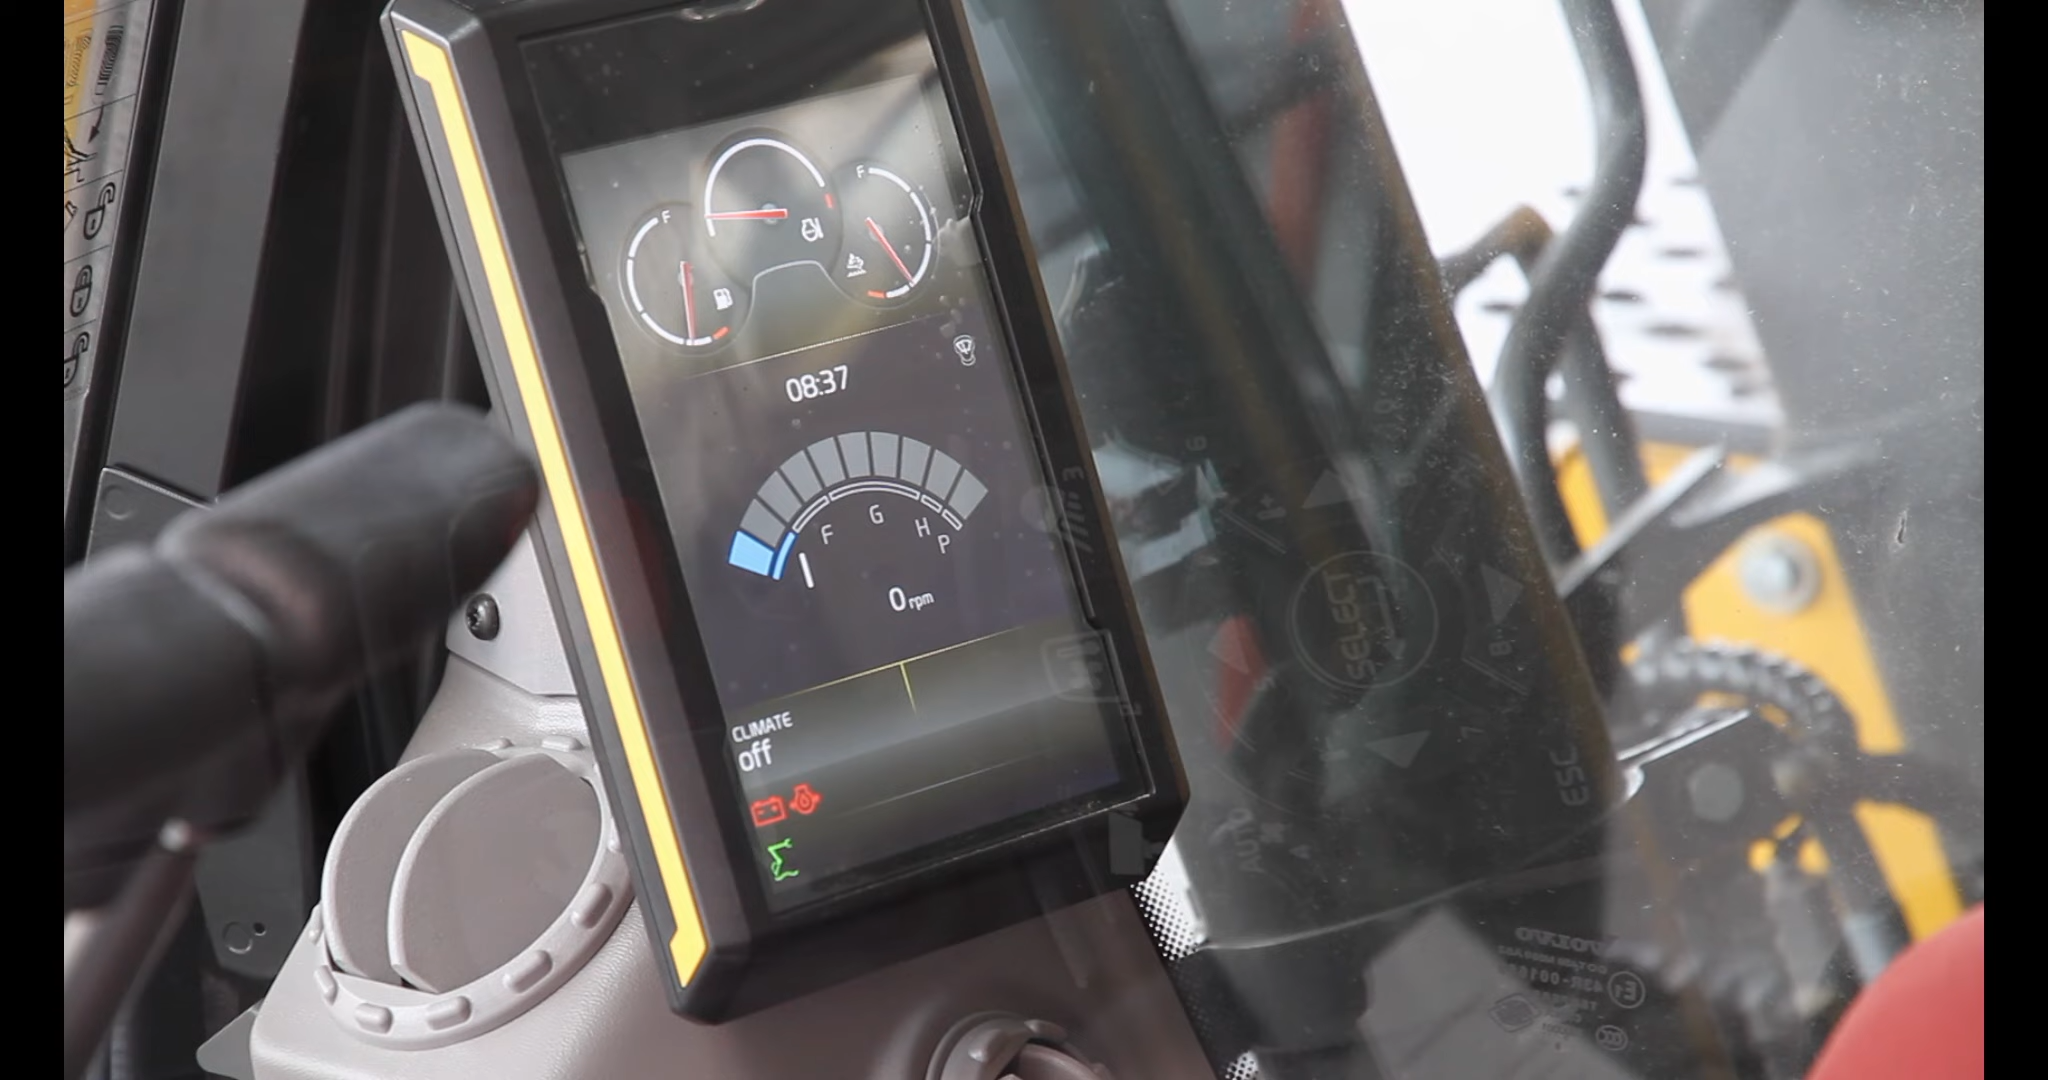 F
F
08:37
F
G
H
P
I
0 rpm
CLIMATE
off
SELECT
ESC
AUTO
VOLVO